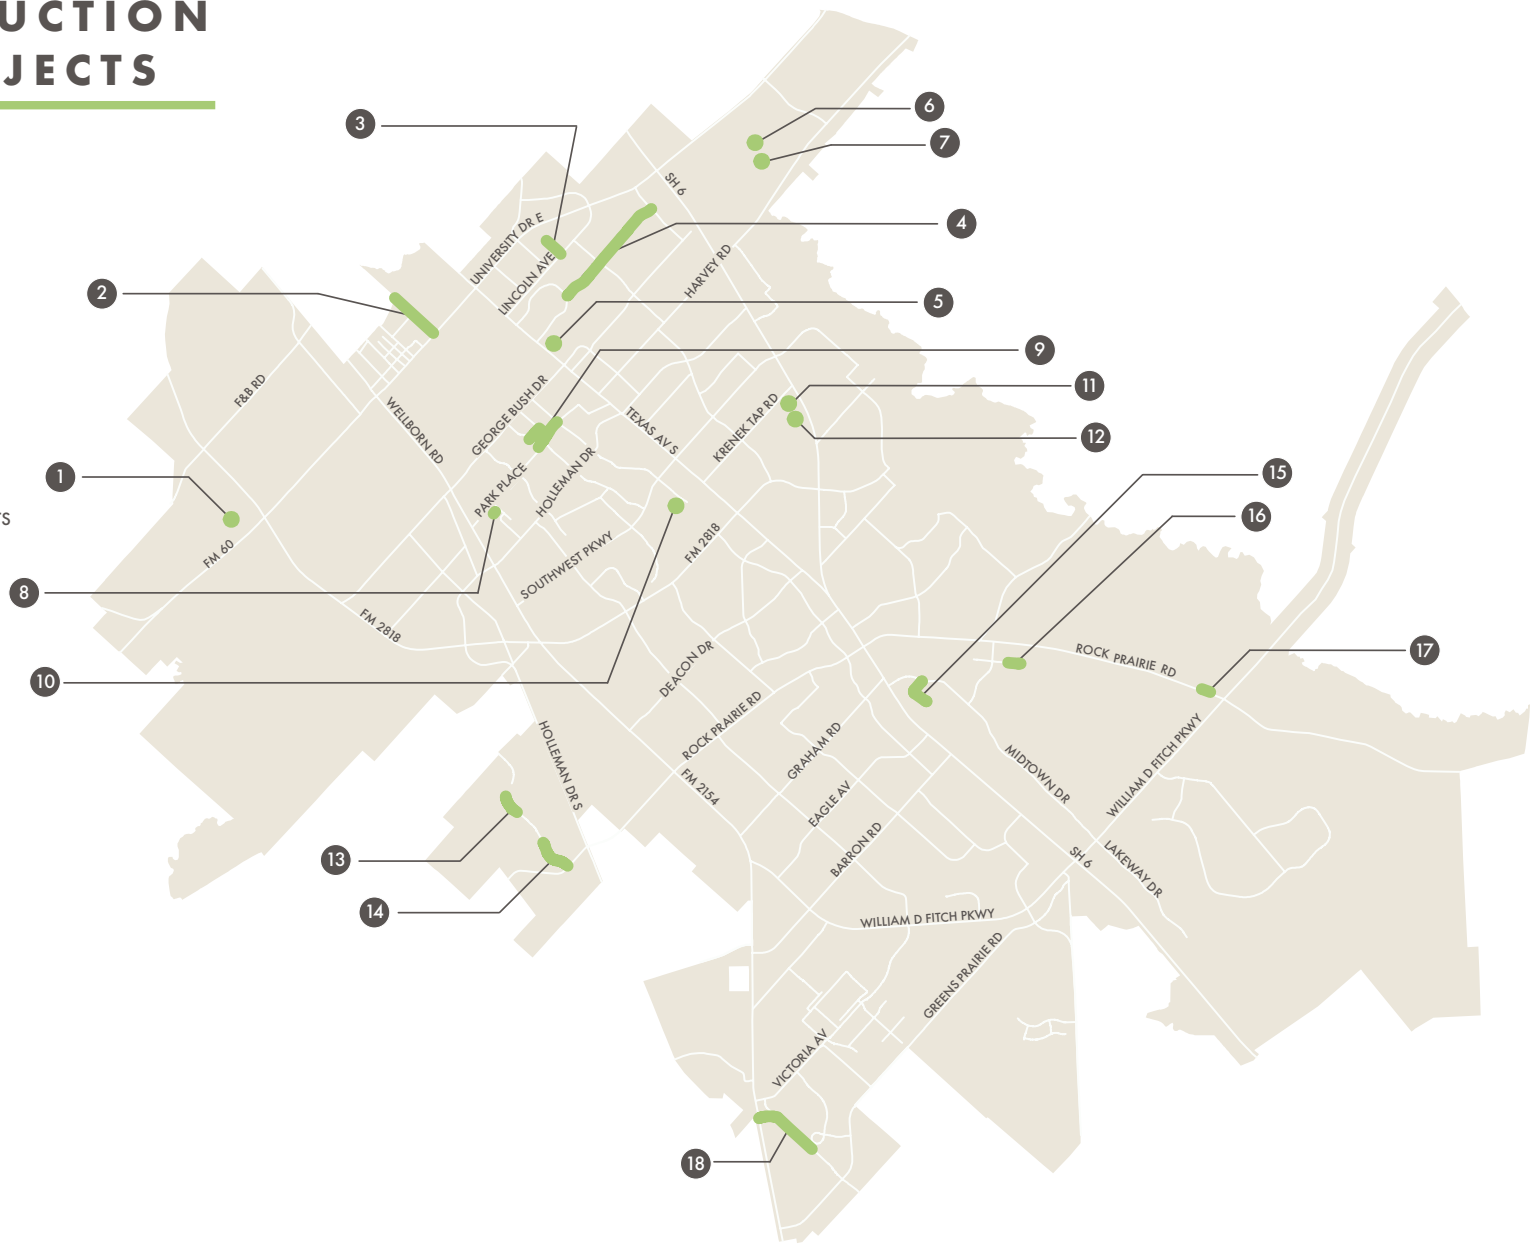 UCTION
JECTS
6
3
7
SH 6
4
UNIVERSITY DR E
HARVEY RD
LINCOLN AVE
2
5
9
F&B RD
GEORGE BUSH DR
11
WELLBORN RD
TEXAS AV S
KRENEK TAP RD
12
1
PARK PLACE
HOLLEMAN DR
15
TS
16
FM 60
SOUTHWEST PKWY
FM 2818
8
FM 2818
10
DEACON DR
ROCK PRAIRIE RD
17
HOLLEMAN DR S
ROCK PRAIRIE RD
GRAHAM RD
MIDTOWN DR
WILLIAM D FITCH PKWY
FM 2154
EAGLE AV
BARRON RD
SH 6
LAKEWAY DR
13
14
WILLIAM D FITCH PKWY
GREENS PRAIRIE RD
VICTORIA AV
18